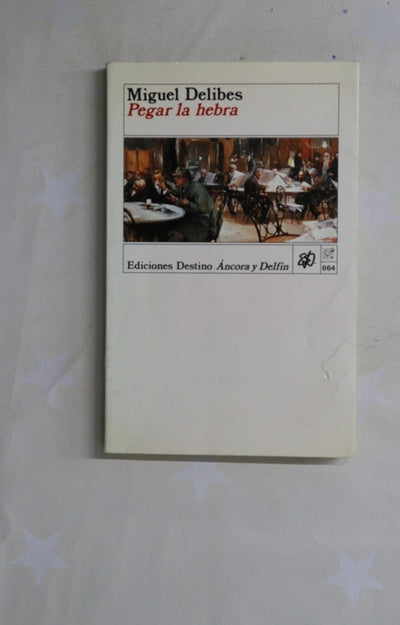 Miguel Delibes
Pegar la hebra
Ediciones Destino Áncora y Delfín
664